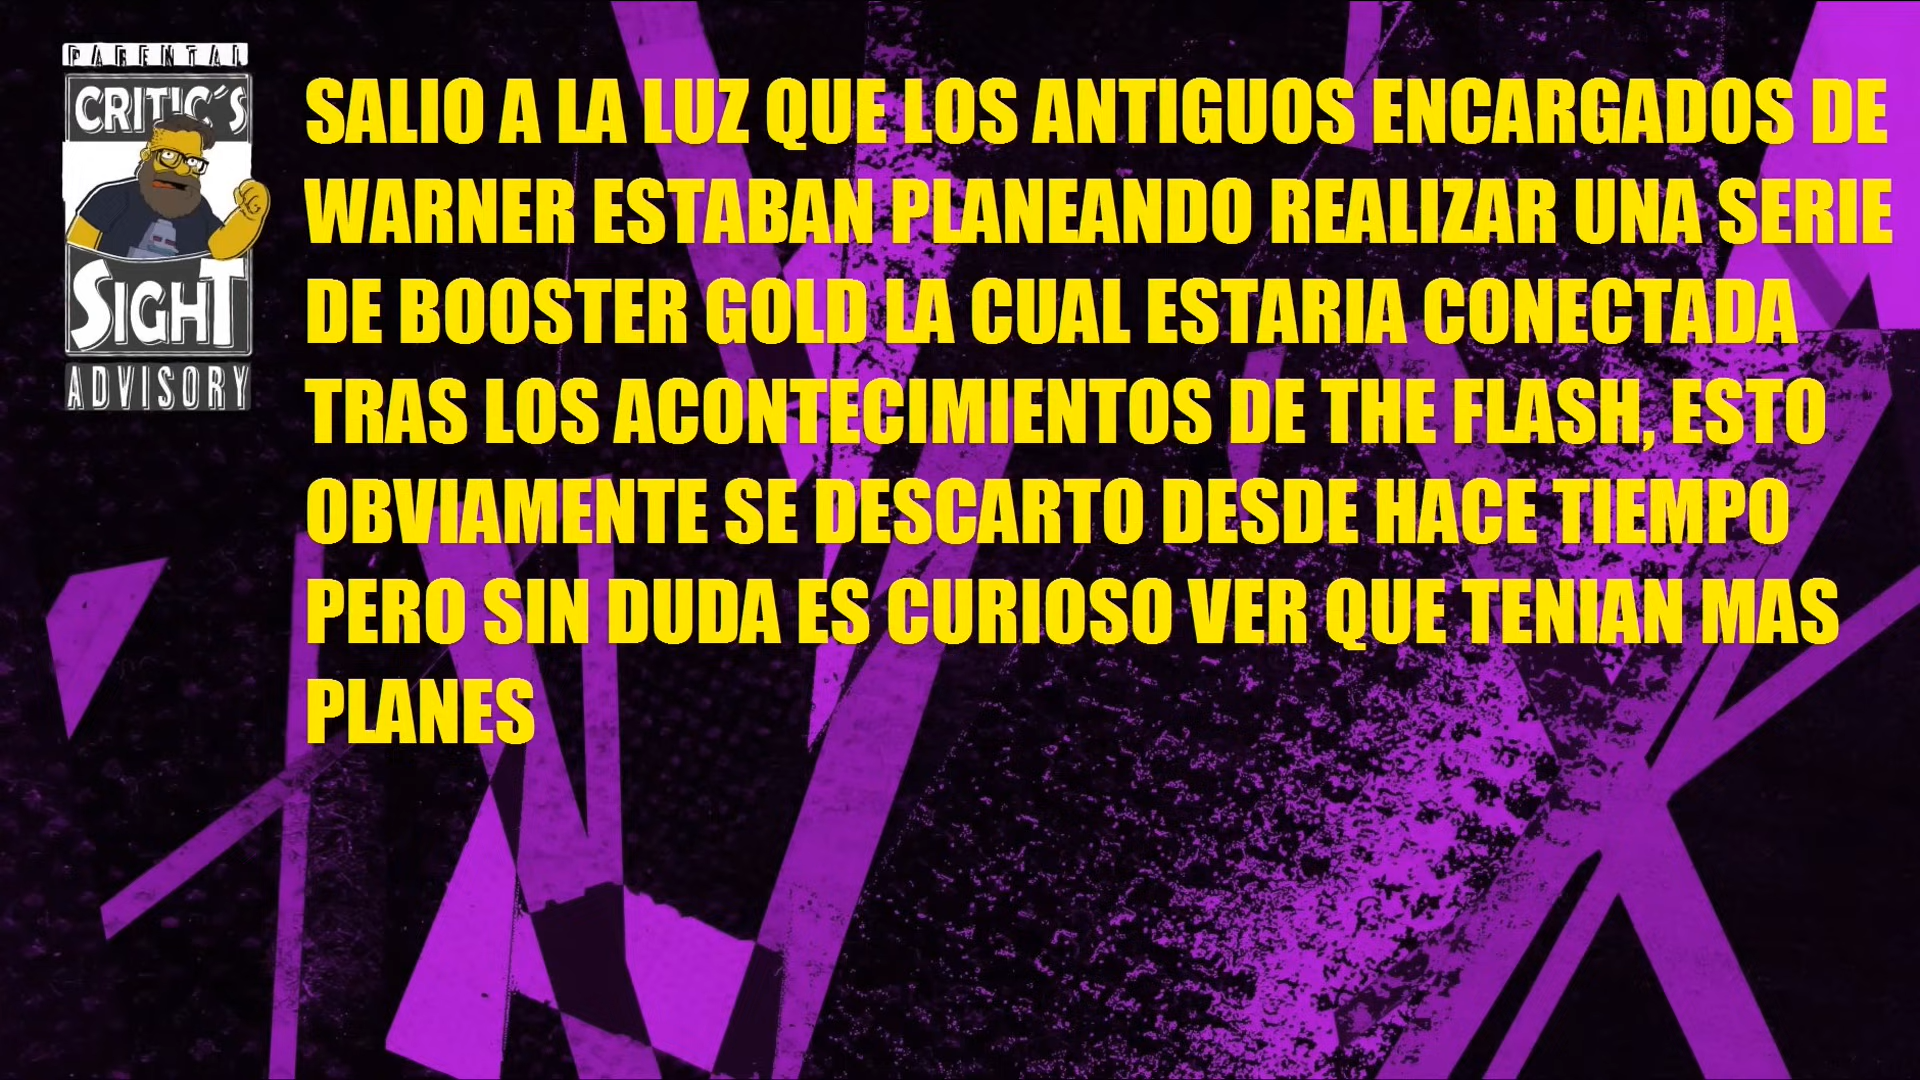 PARENTAL
CRITIC´S
SIGHT
ADVISORY
SALIO A LA LUZ QUE LOS ANTIGUOS ENCARGADOS DE
WARNER ESTABAN PLANEANDO REALIZAR UNA SERIE
DE BOOSTER GOLD LA CUAL ESTARIA CONECTADA
TRAS LOS ACONTECIMIENTOS DE THE FLASH, ESTO
OBVIAMENTE SE DESCARTO DESDE HACE TIEMPO
PERO SIN DUDA ES CURIOSO VER QUE TENIAN MAS
PLANES